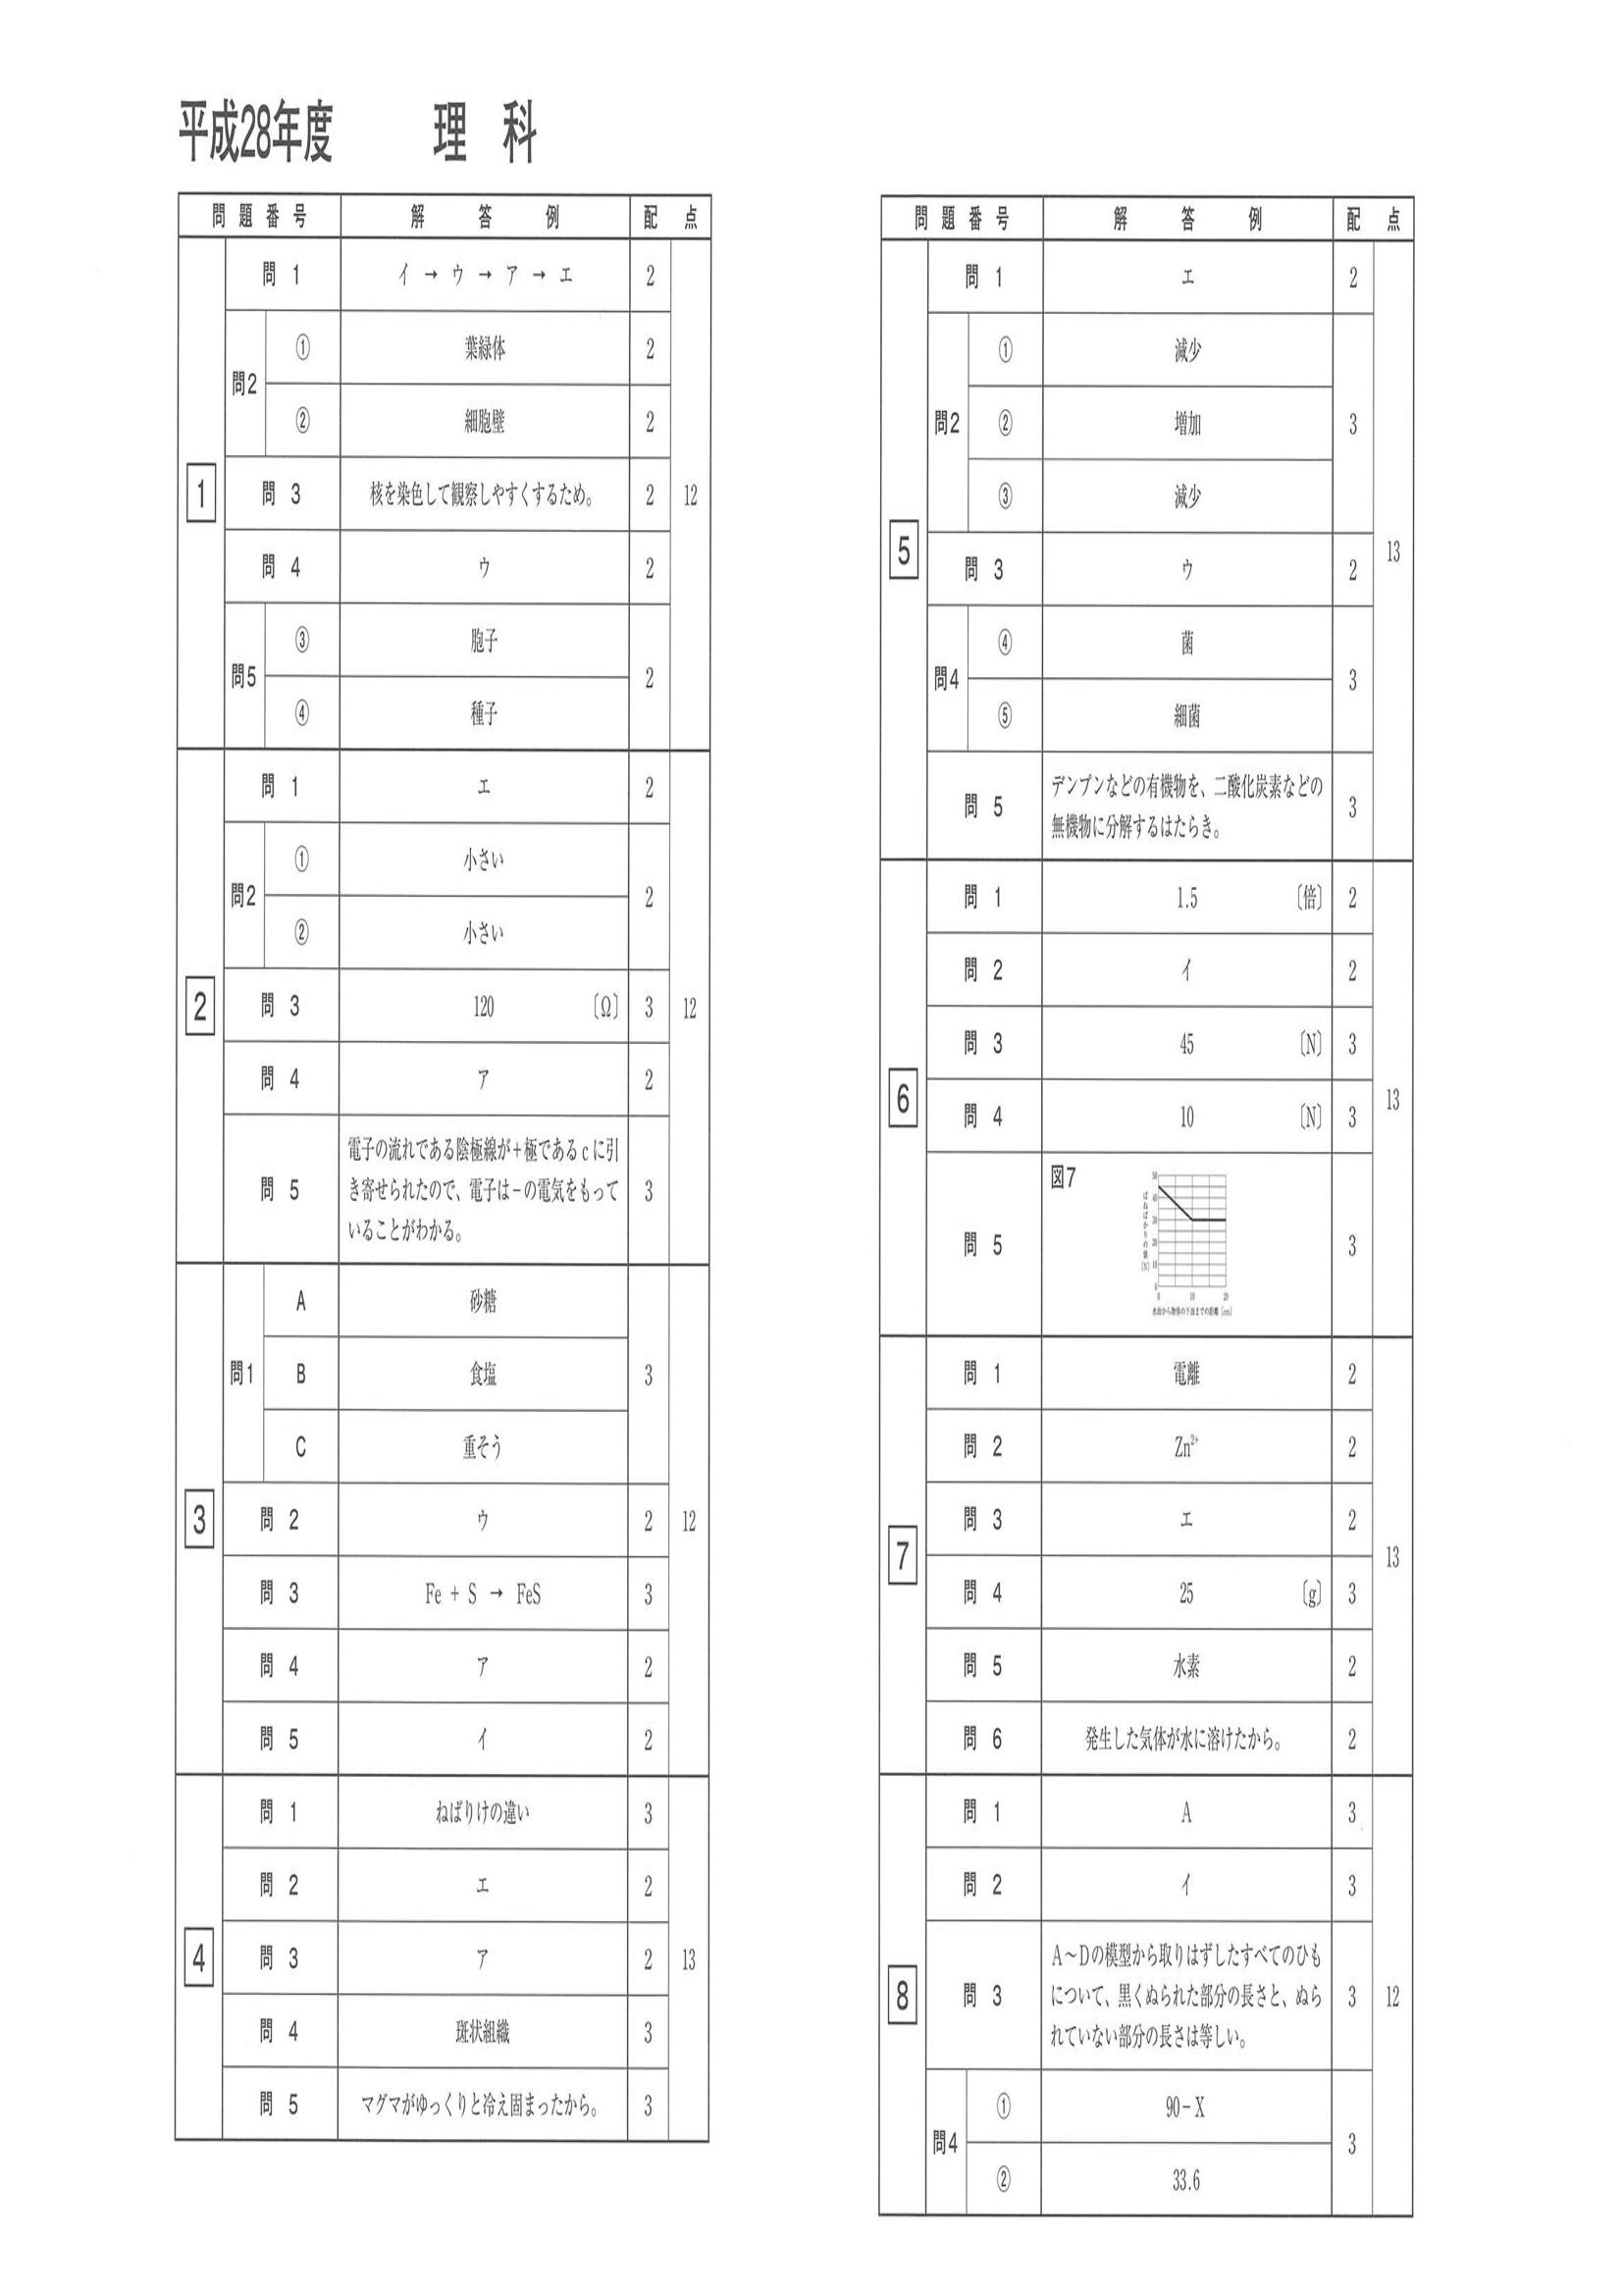 平成28年度 理科
問題番号 解答例 配点
1 12
問1 イ → ウ → ア → エ 2
問2 ① 葉緑体 2
② 細胞壁 2
問3 核を染色して観察しやすくするため。 2
問4 ウ 2
問5 ③ 胞子 2
④ 種子
2 12
問1 エ 2
問2 ① 小さい 2
② 小さい
問3 120 〔Ω〕 3
問4 ア 2
問5 3
電子の流れである陰極線が+極であるcに引
き寄せられたので、電子は-の電気をもって
いることがわかる。
3 12
問1 A 砂糖 3
B 食塩
C 重そう
問2 ウ 2
問3 Fe + S → FeS 3
問4 ア 2
問5 イ 2
4 13
問1 ねばりけの違い 3
問2 エ 2
問3 ア 2
問4 斑状組織 3
問5 マグマがゆっくりと冷え固まったから。 3
問題番号 解答例 配点
5 13
問1 エ 2
問2 ① 減少 3
② 増加
③ 減少
問3 ウ 2
問4 ④ 菌 3
⑤ 細菌
問5 3
デンプンなどの有機物を、二酸化炭素などの
無機物に分解するはたらき。
6 13
問1 1.5 〔倍〕 2
問2 イ 2
問3 45 〔N〕 3
問4 10 〔N〕 3
問5 3
図7
ばねばかりの値〔N〕
50
40
30
20
10
0
0 10 20
水面から物体の下面までの距離〔cm〕
7 13
問1 電離 2
問2 Zn²⁺ 2
問3 エ 2
問4 25 〔g〕 3
問5 水素 2
問6 発生した気体が水に溶けたから。 2
8 12
問1 A 3
問2 イ 3
問3 3
A〜Dの模型から取りはずしたすべてのひも
について、黒くぬられた部分の長さと、ぬら
れていない部分の長さは等しい。
問4 ① 90-X 3
② 33.6